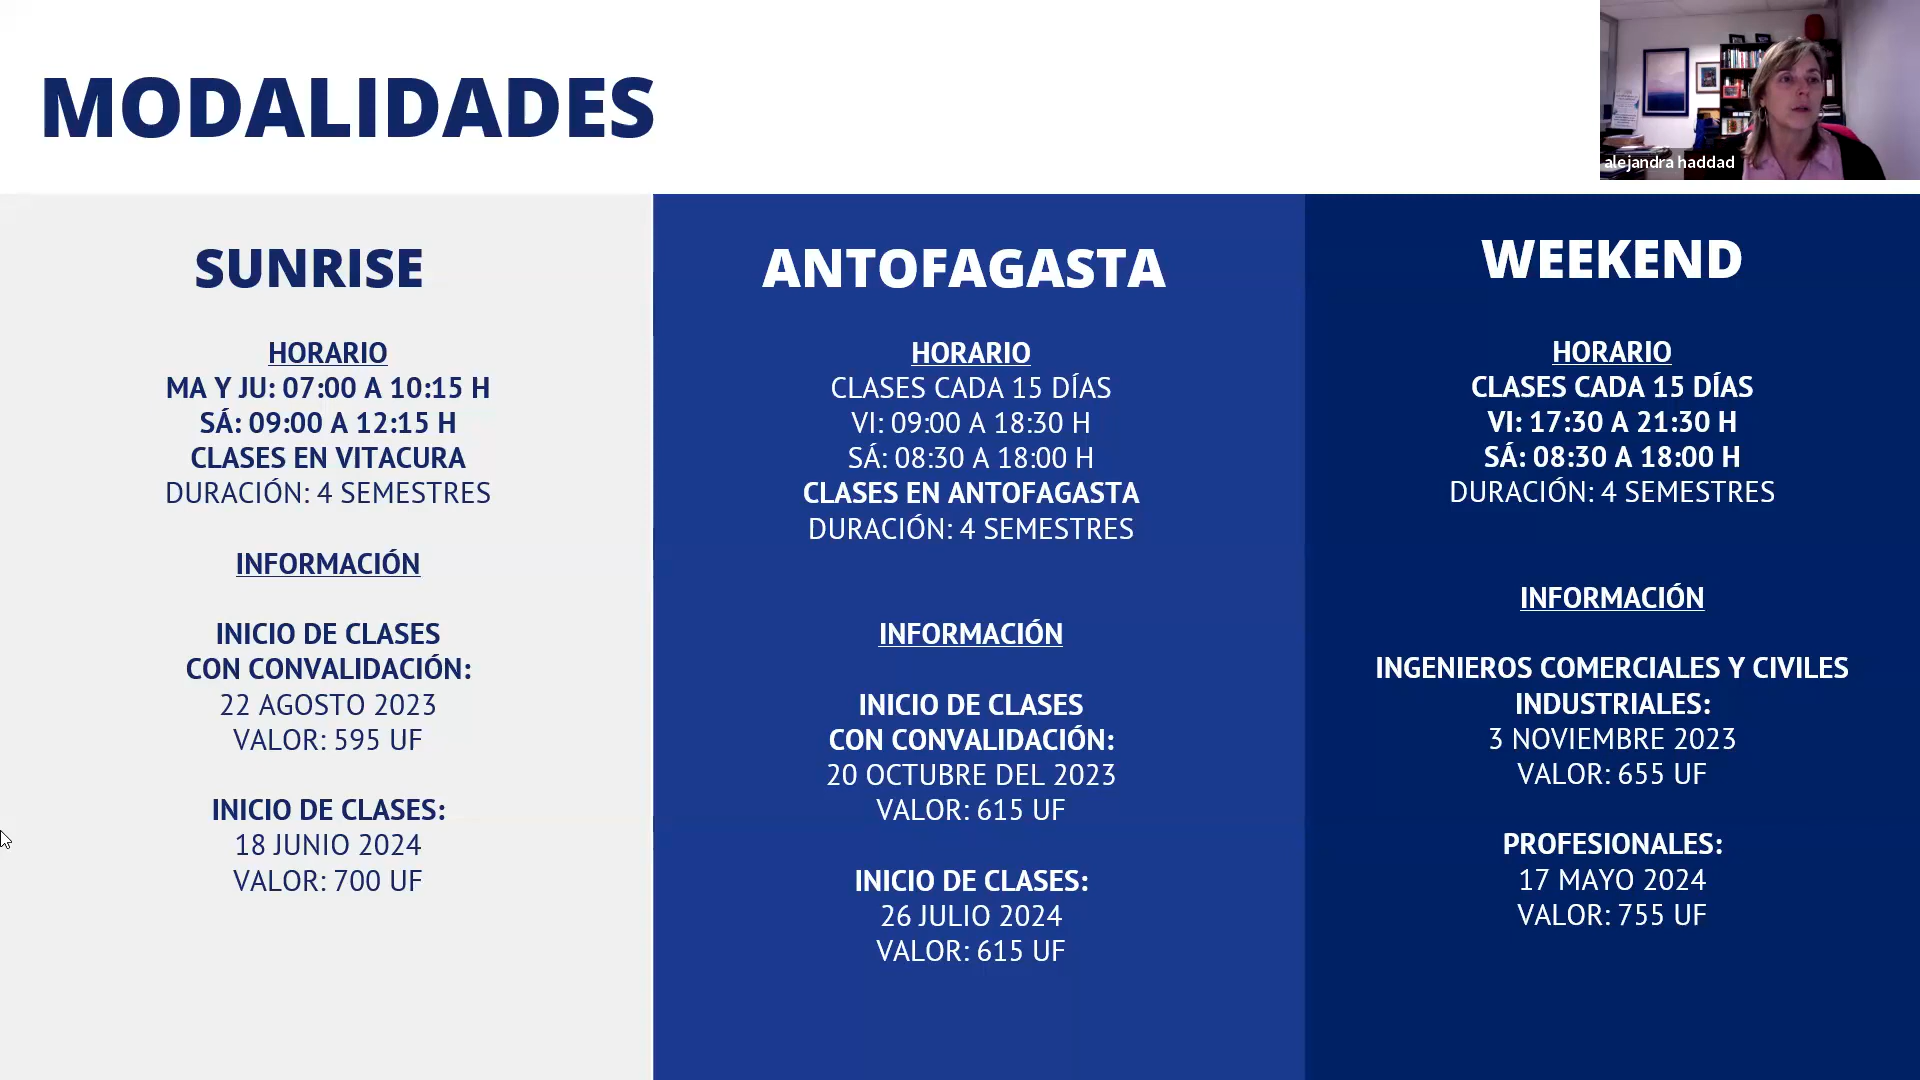 MODALIDADES
alejandra haddad
SUNRISE
HORARIO
MA Y JU: 07:00 A 10:15 H
SÁ: 09:00 A 12:15 H
CLASES EN VITACURA
DURACIÓN: 4 SEMESTRES
INFORMACIÓN
INICIO DE CLASES
CON CONVALIDACIÓN:
22 AGOSTO 2023
VALOR: 595 UF
INICIO DE CLASES:
18 JUNIO 2024
VALOR: 700 UF
ANTOFAGASTA
HORARIO
CLASES CADA 15 DÍAS
VI: 09:00 A 18:30 H
SÁ: 08:30 A 18:00 H
CLASES EN ANTOFAGASTA
DURACIÓN: 4 SEMESTRES
INFORMACIÓN
INICIO DE CLASES
CON CONVALIDACIÓN:
20 OCTUBRE DEL 2023
VALOR: 615 UF
INICIO DE CLASES:
26 JULIO 2024
VALOR: 615 UF
WEEKEND
HORARIO
CLASES CADA 15 DÍAS
VI: 17:30 A 21:30 H
SÁ: 08:30 A 18:00 H
DURACIÓN: 4 SEMESTRES
INFORMACIÓN
INGENIEROS COMERCIALES Y CIVILES
INDUSTRIALES:
3 NOVIEMBRE 2023
VALOR: 655 UF
PROFESIONALES:
17 MAYO 2024
VALOR: 755 UF